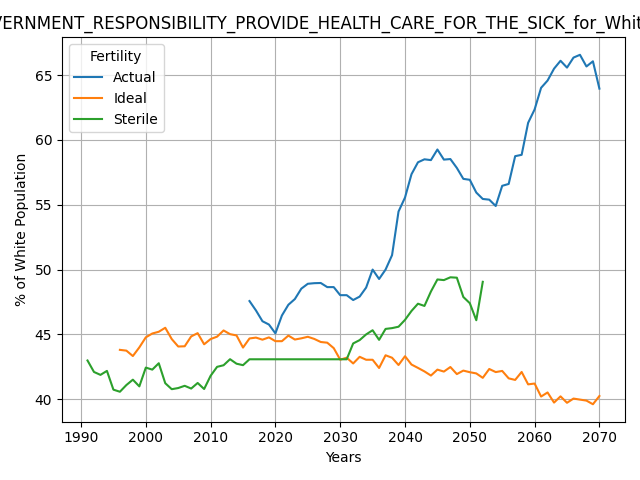 VERNMENT_RESPONSIBILITY_PROVIDE_HEALTH_CARE_FOR_THE_SICK_for_Whit
Fertility
Actual
Ideal
Sterile
% of White Population
65
60
55
50
45
40
1990 2000 2010 2020 2030 2040 2050 2060 2070
Years